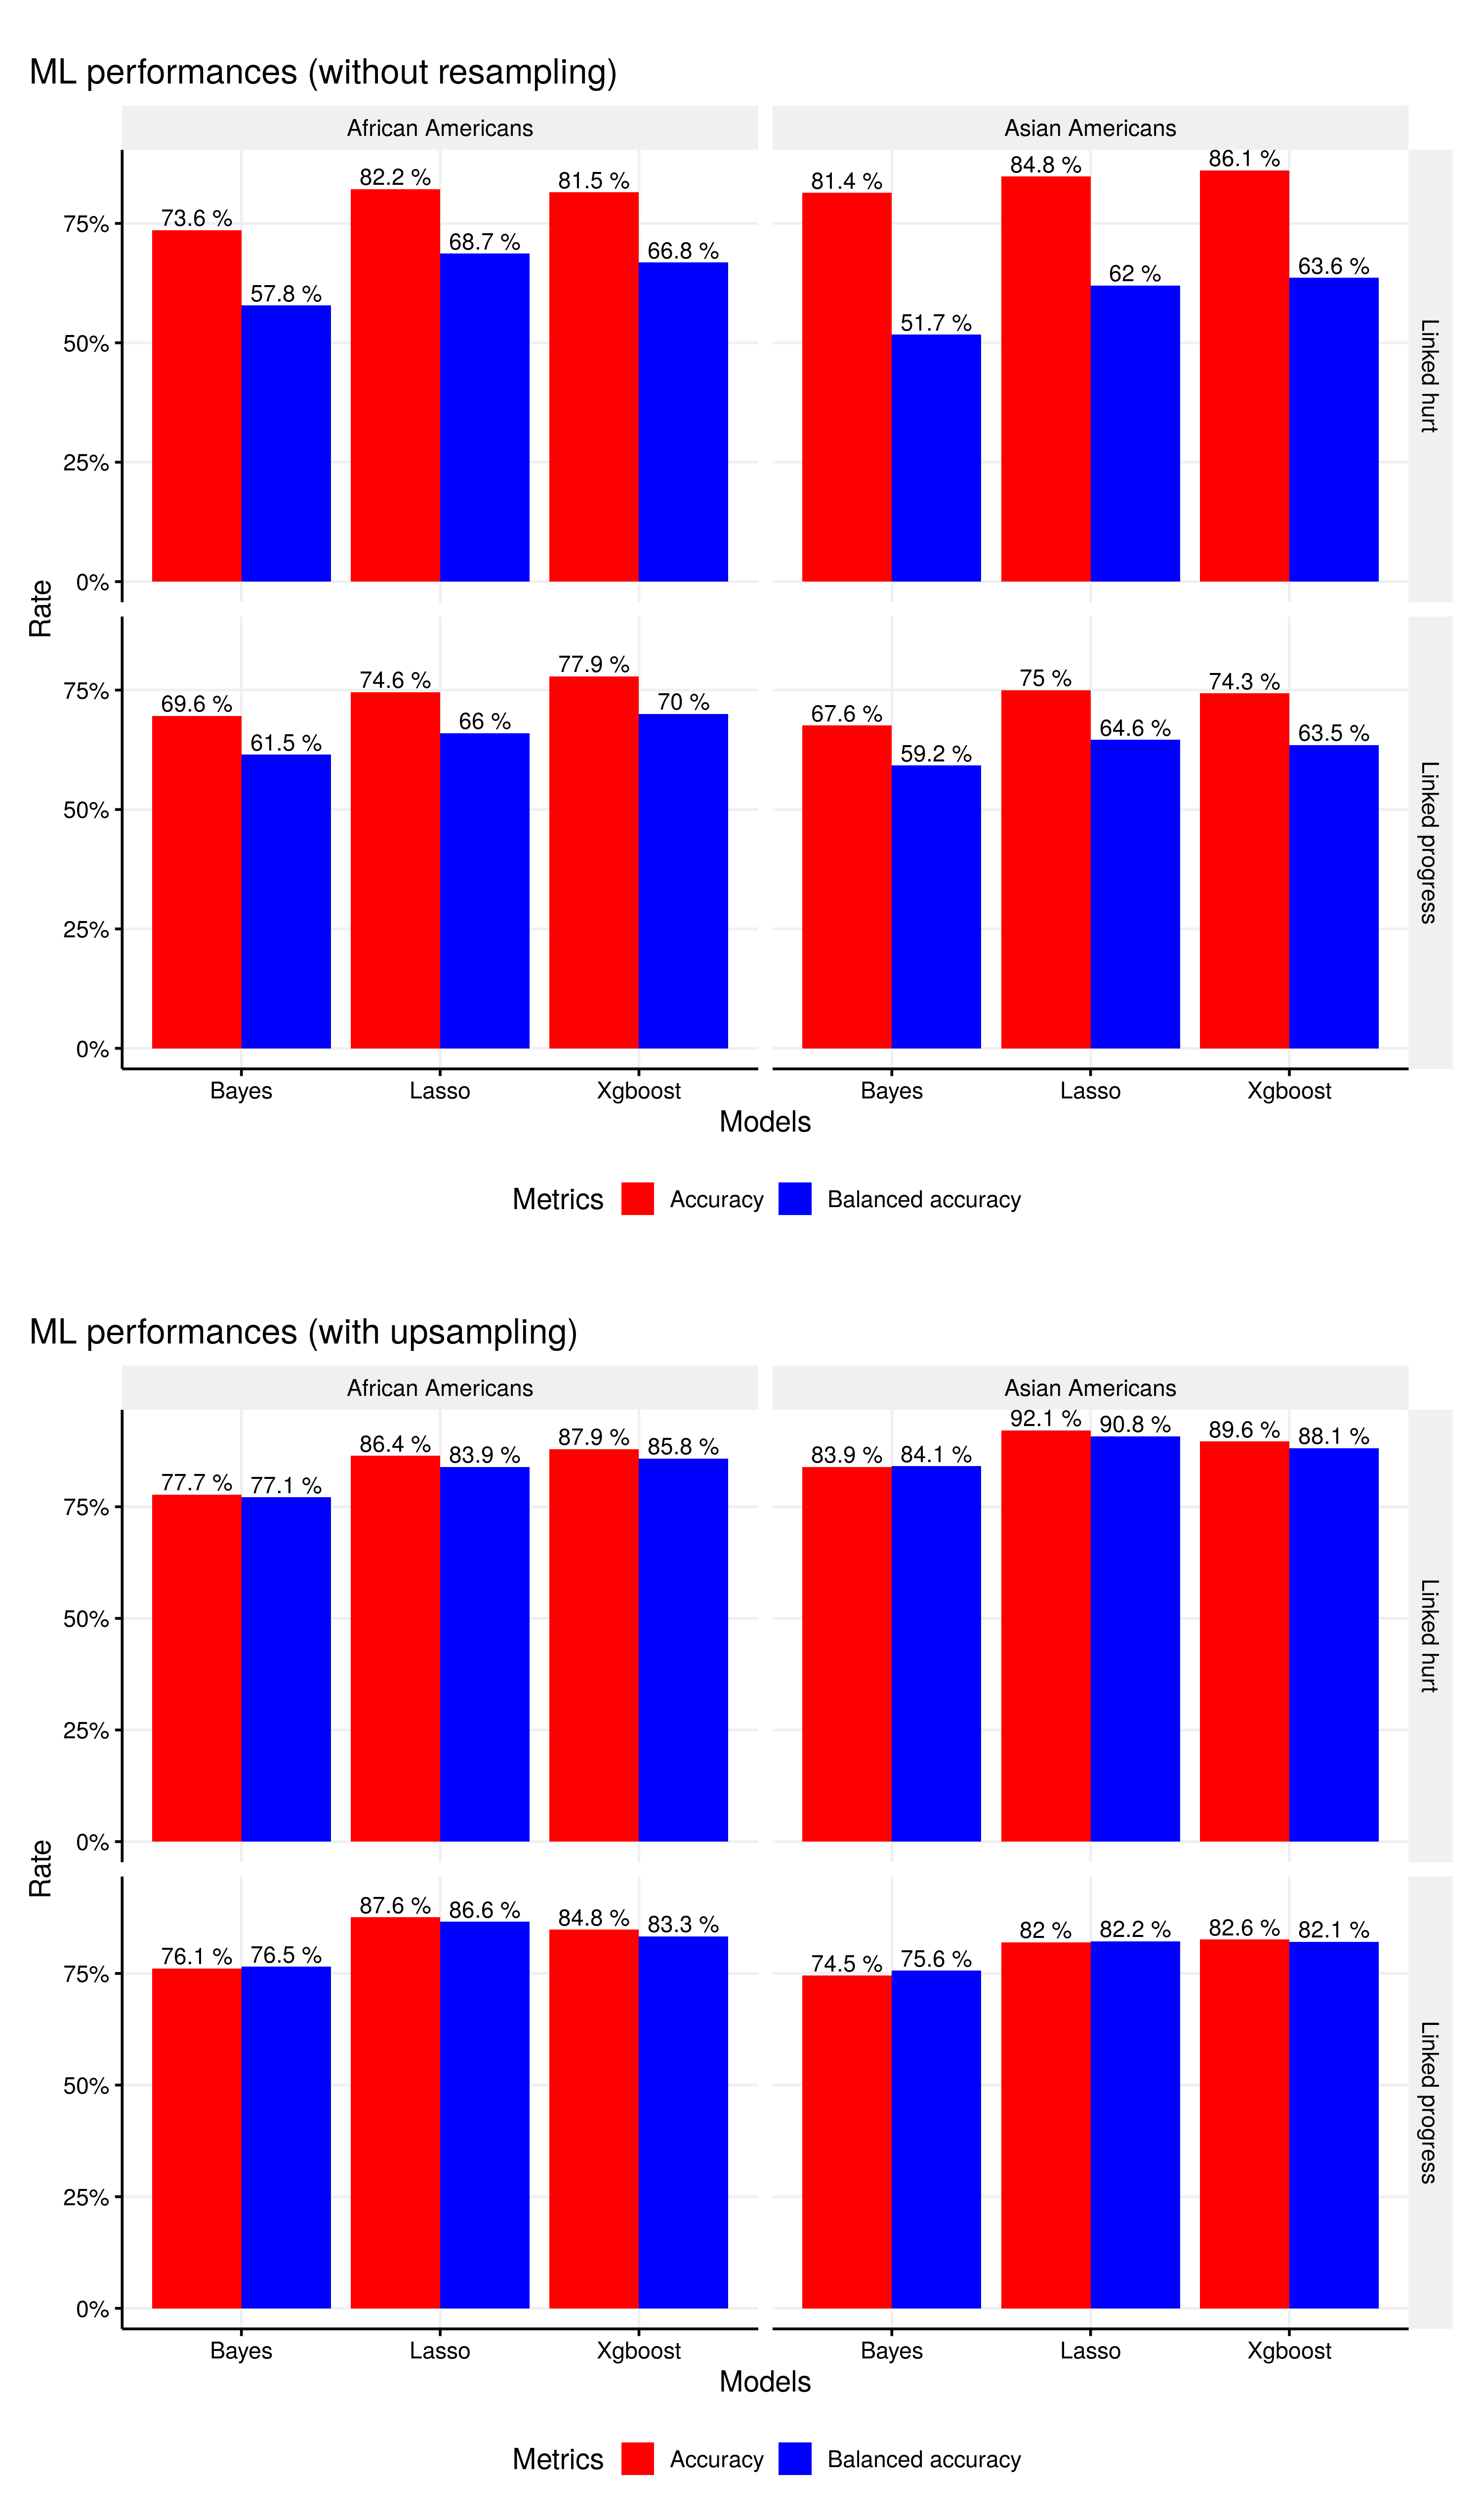 ML performances (without resampling)
African Americans
Asian Americans
73.6 %
57.8 %
82.2 %
68.7 %
81.5 %
66.8 %
81.4 %
51.7 %
84.8 %
62 %
86.1 %
63.6 %
75%
50%
25%
0%
Linked hurt
69.6 %
61.5 %
74.6 %
66 %
77.9 %
70 %
67.6 %
59.2 %
75 %
64.6 %
74.3 %
63.5 %
75%
50%
25%
0%
Linked progress
Rate
Bayes
Lasso
Xgboost
Bayes
Lasso
Xgboost
Models
Metrics
Accuracy
Balanced accuracy
ML performances (with upsampling)
African Americans
Asian Americans
77.7 %
77.1 %
86.4 %
83.9 %
87.9 %
85.8 %
83.9 %
84.1 %
92.1 %
90.8 %
89.6 %
88.1 %
75%
50%
25%
0%
Linked hurt
76.1 %
76.5 %
87.6 %
86.6 %
84.8 %
83.3 %
74.5 %
75.6 %
82 %
82.2 %
82.6 %
82.1 %
75%
50%
25%
0%
Linked progress
Rate
Bayes
Lasso
Xgboost
Bayes
Lasso
Xgboost
Models
Metrics
Accuracy
Balanced accuracy